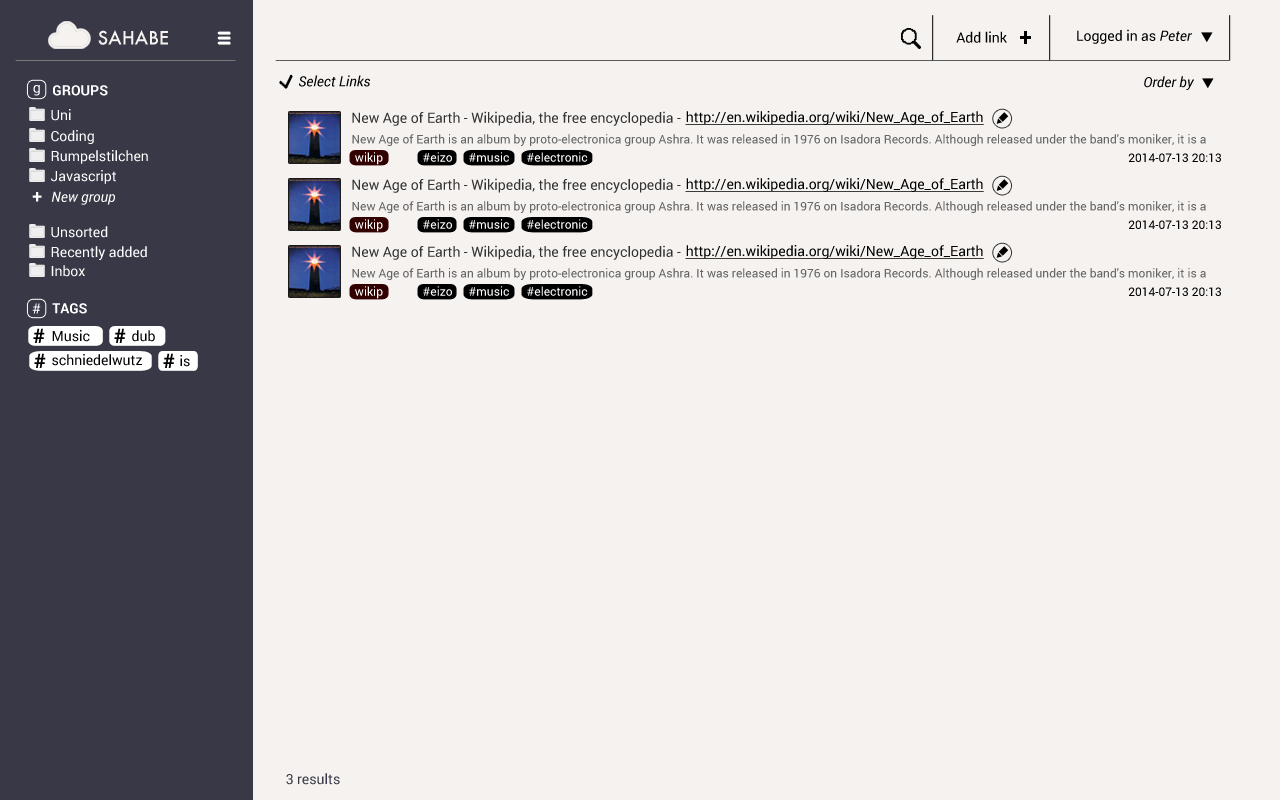 SAHABE
Add link
Logged in as Peter
g GROUPS
Uni
Coding
Rumpelstilchen
Javascript
+ New group
Unsorted
Recently added
Inbox
# TAGS
# Music # dub
# schniedelwutz # is
Select Links
Order by
New Age of Earth - Wikipedia, the free encyclopedia - http://en.wikipedia.org/wiki/New_Age_of_Earth
New Age of Earth is an album by proto-electronica group Ashra. It was released in 1976 on Isadora Records. Although released under the band's moniker, it is a
wikip #eizo #music #electronic 2014-07-13 20:13
New Age of Earth - Wikipedia, the free encyclopedia - http://en.wikipedia.org/wiki/New_Age_of_Earth
New Age of Earth is an album by proto-electronica group Ashra. It was released in 1976 on Isadora Records. Although released under the band's moniker, it is a
wikip #eizo #music #electronic 2014-07-13 20:13
New Age of Earth - Wikipedia, the free encyclopedia - http://en.wikipedia.org/wiki/New_Age_of_Earth
New Age of Earth is an album by proto-electronica group Ashra. It was released in 1976 on Isadora Records. Although released under the band's moniker, it is a
wikip #eizo #music #electronic 2014-07-13 20:13
3 results